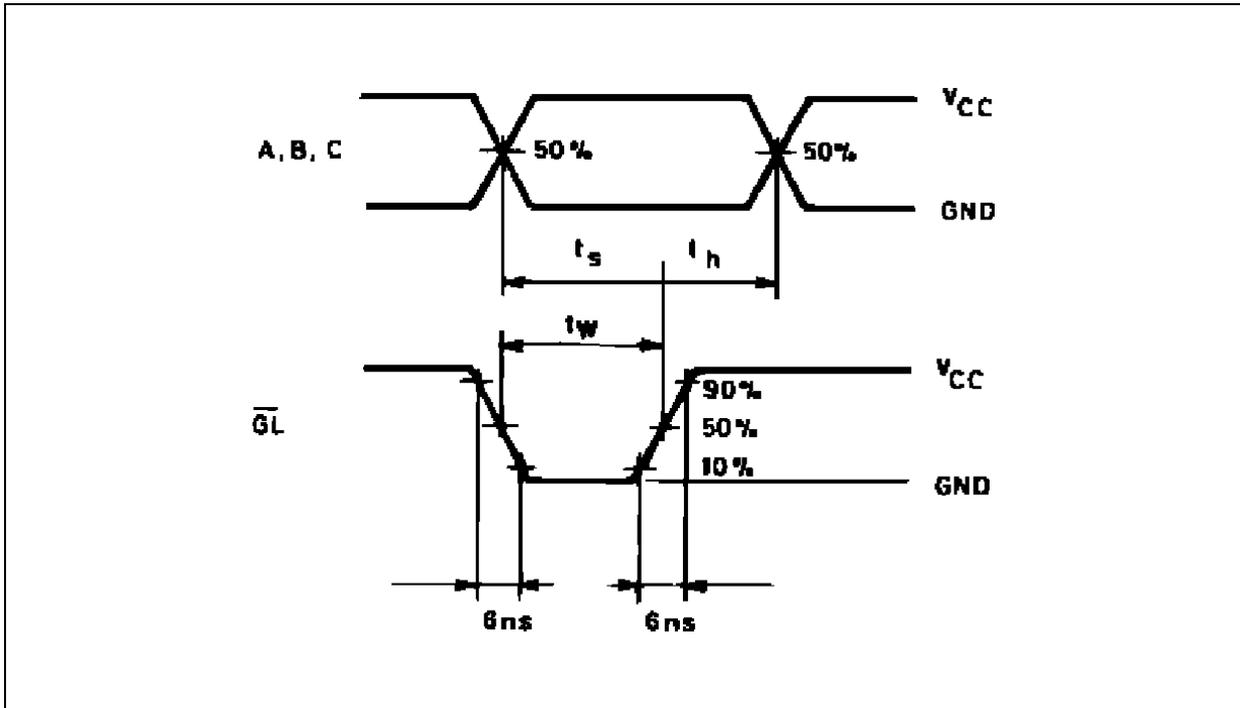 VCC
A, B, C
50%
50%
GND
ts
th
tW
VCC
90%
GL
50%
10%
GND
6ns
6ns